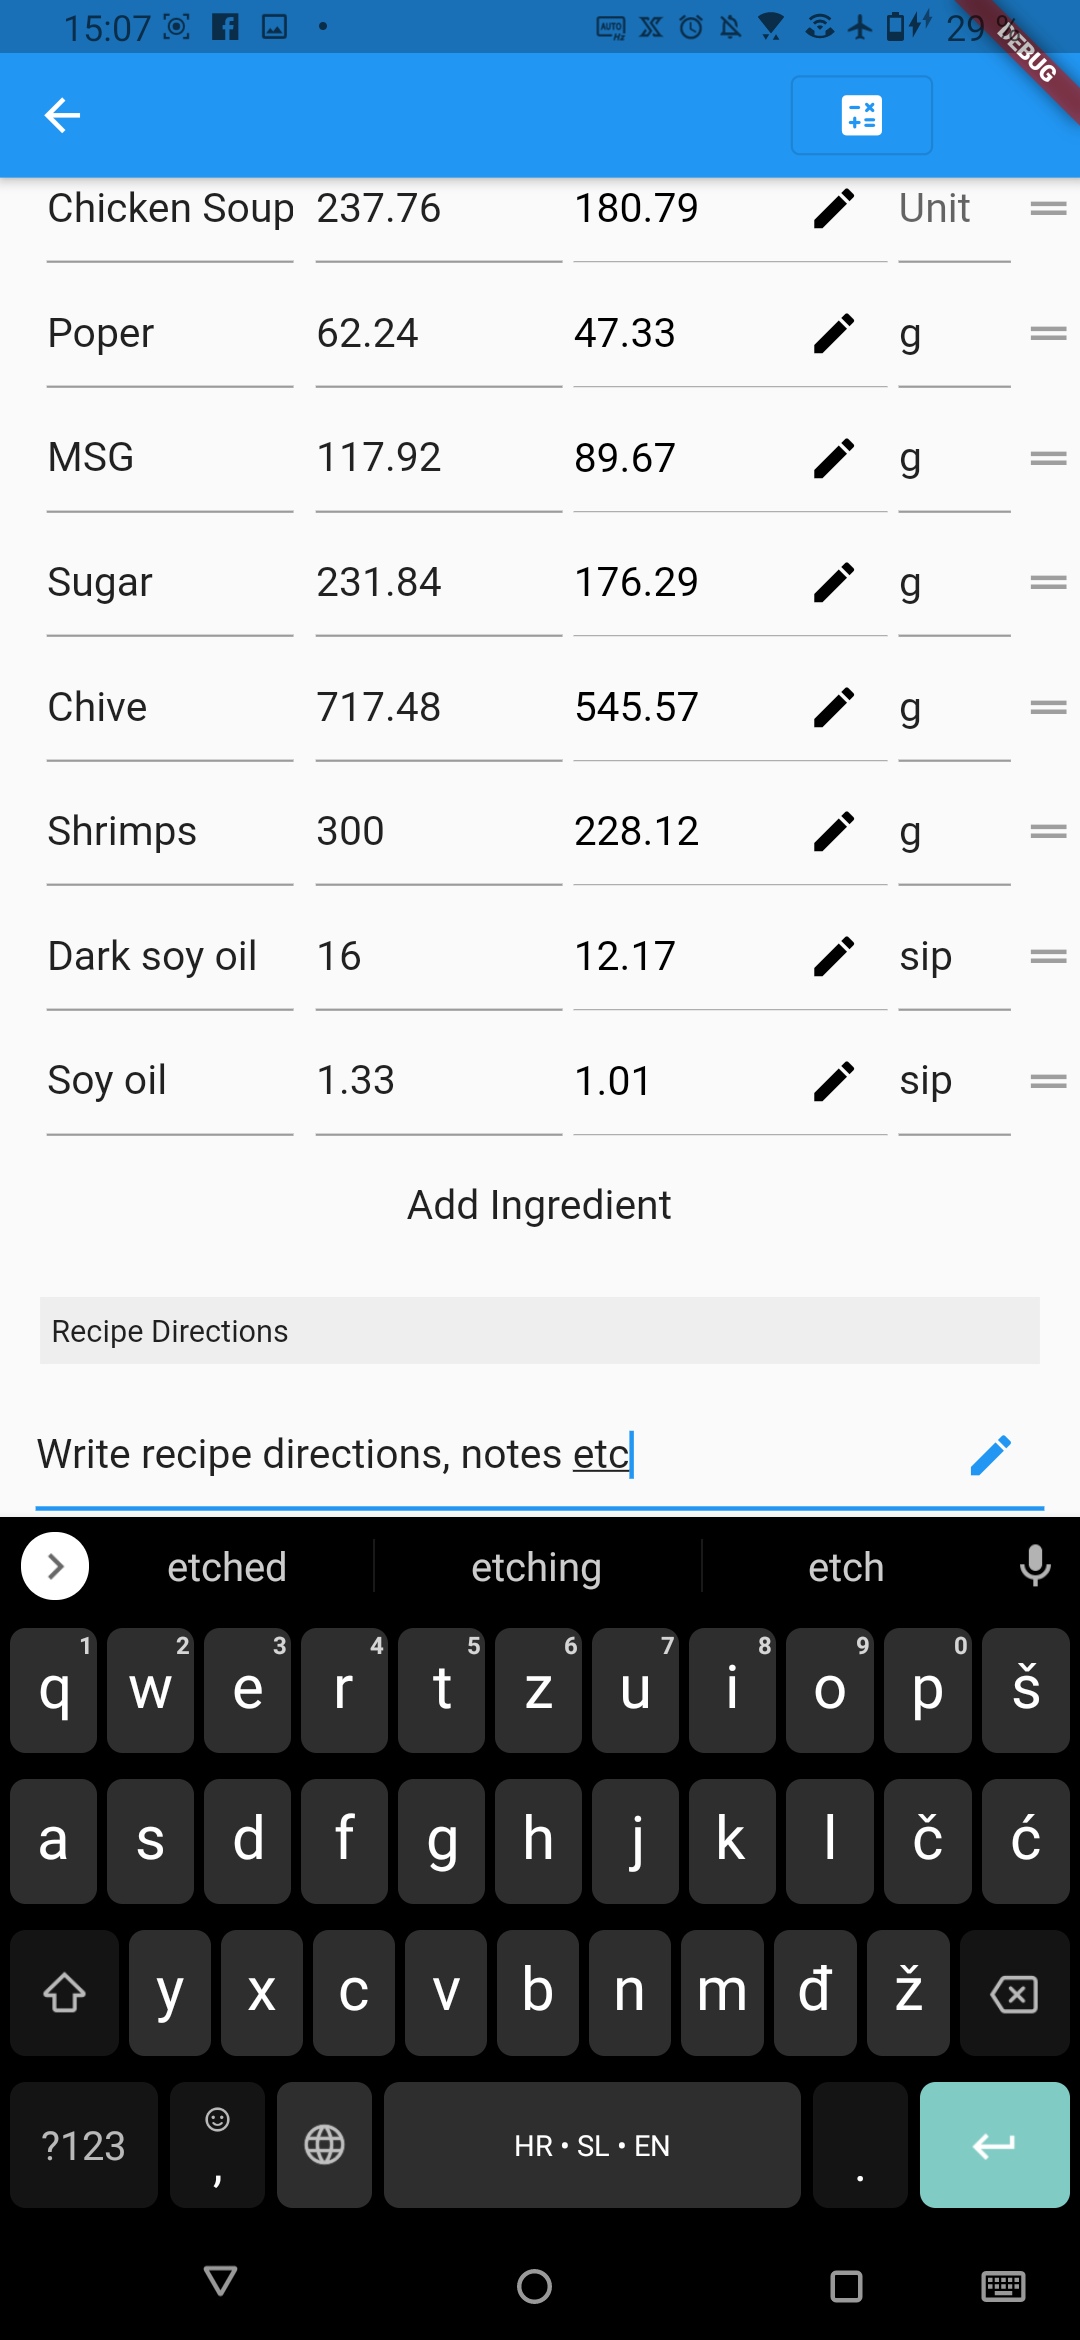 15:07 AUTO Hz 29 %
DEBUG
Chicken Soup 237.76 180.79 Unit
Poper 62.24 47.33 g
MSG 117.92 89.67 g
Sugar 231.84 176.29 g
Chive 717.48 545.57 g
Shrimps 300 228.12 g
Dark soy oil 16 12.17 sip
Soy oil 1.33 1.01 sip
Add Ingredient
Recipe Directions
Write recipe directions, notes etc
etched etching etch
1 2 3 4 5 6 7 8 9 0
q w e r t z u i o p š
a s d f g h j k l č ć
y x c v b n m đ ž
?123 , HR • SL • EN .